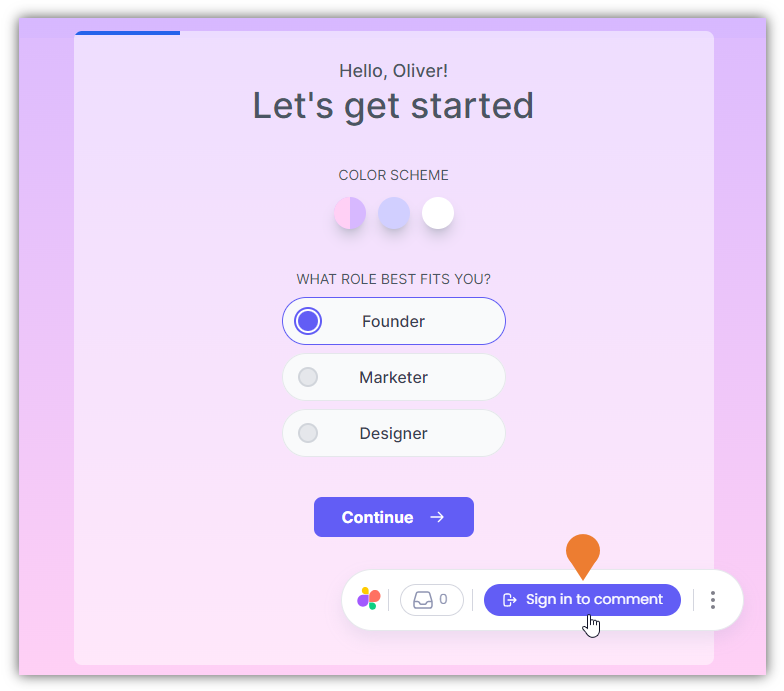 Hello, Oliver!
Let's get started
COLOR SCHEME
WHAT ROLE BEST FITS YOU?
Founder
Marketer
Designer
Continue
0 Sign in to comment